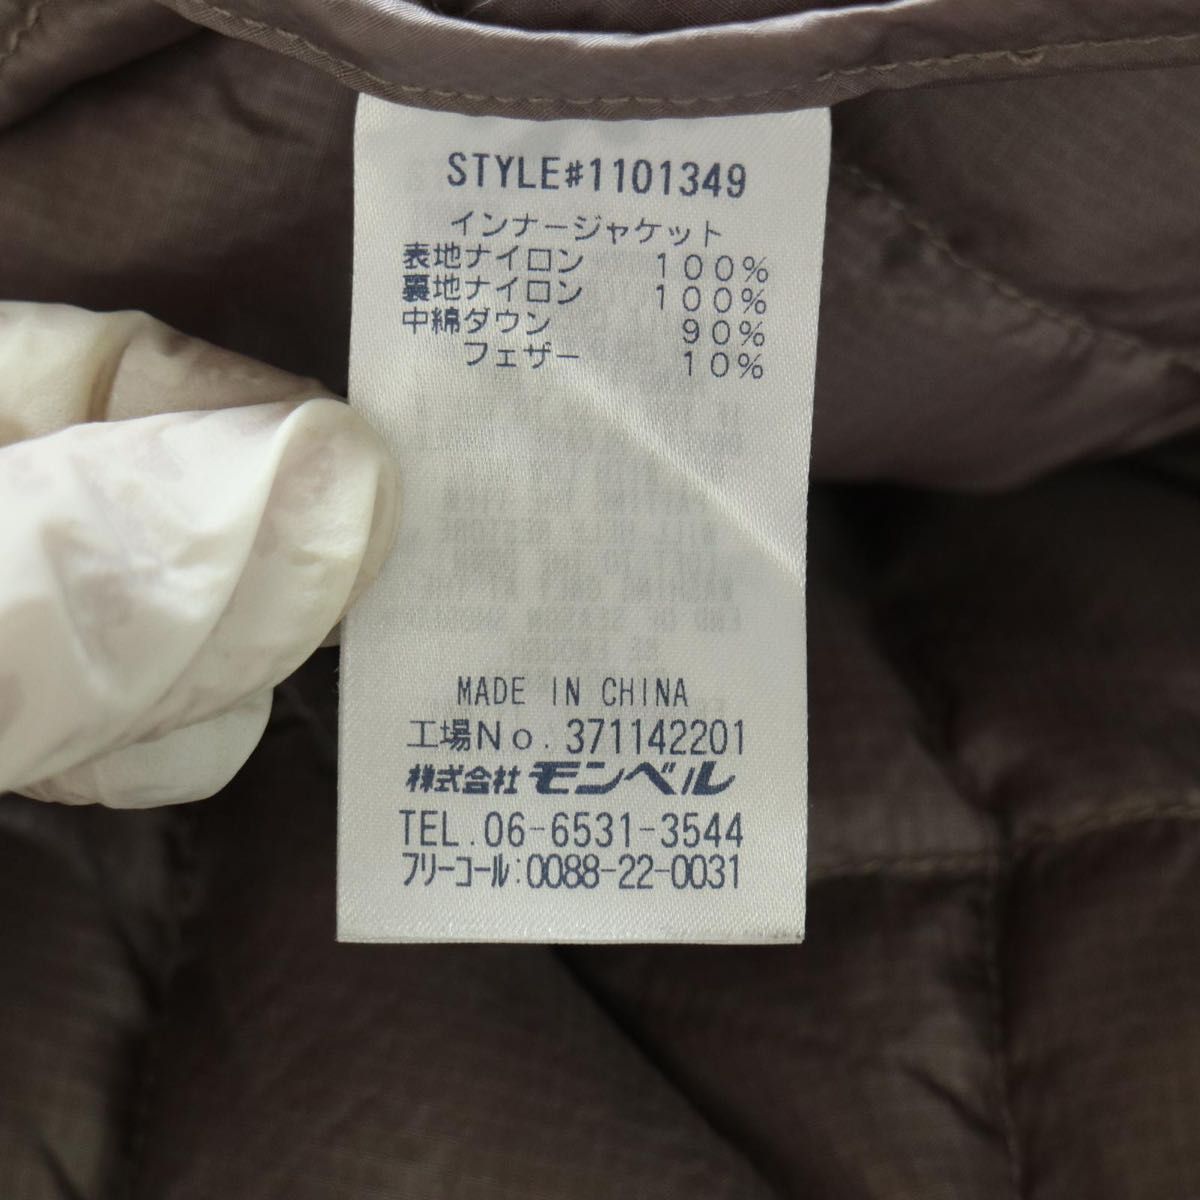 STYLE#1101349
インナージャケット
表地ナイロン 100%
裏地ナイロン 100%
中綿ダウン 90%
フェザー 10%
MADE IN CHINA
工場No. 371142201
株式会社 モンベル
TEL. 06-6531-3544
フリーコール:0088-22-0031